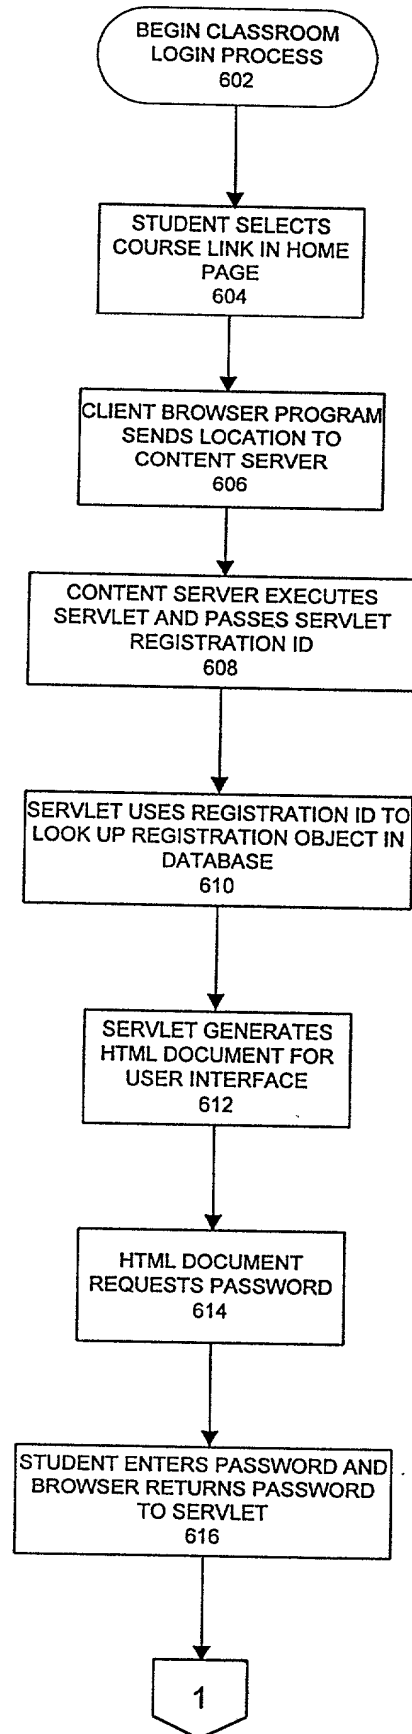 BEGIN CLASSROOM
LOGIN PROCESS
602
STUDENT SELECTS
COURSE LINK IN HOME
PAGE
604
CLIENT BROWSER PROGRAM
SENDS LOCATION TO
CONTENT SERVER
606
CONTENT SERVER EXECUTES
SERVLET AND PASSES SERVLET
REGISTRATION ID
608
SERVLET USES REGISTRATION ID TO
LOOK UP REGISTRATION OBJECT IN
DATABASE
610
SERVLET GENERATES
HTML DOCUMENT FOR
USER INTERFACE
612
HTML DOCUMENT
REQUESTS PASSWORD
614
STUDENT ENTERS PASSWORD AND
BROWSER RETURNS PASSWORD
TO SERVLET
616
1